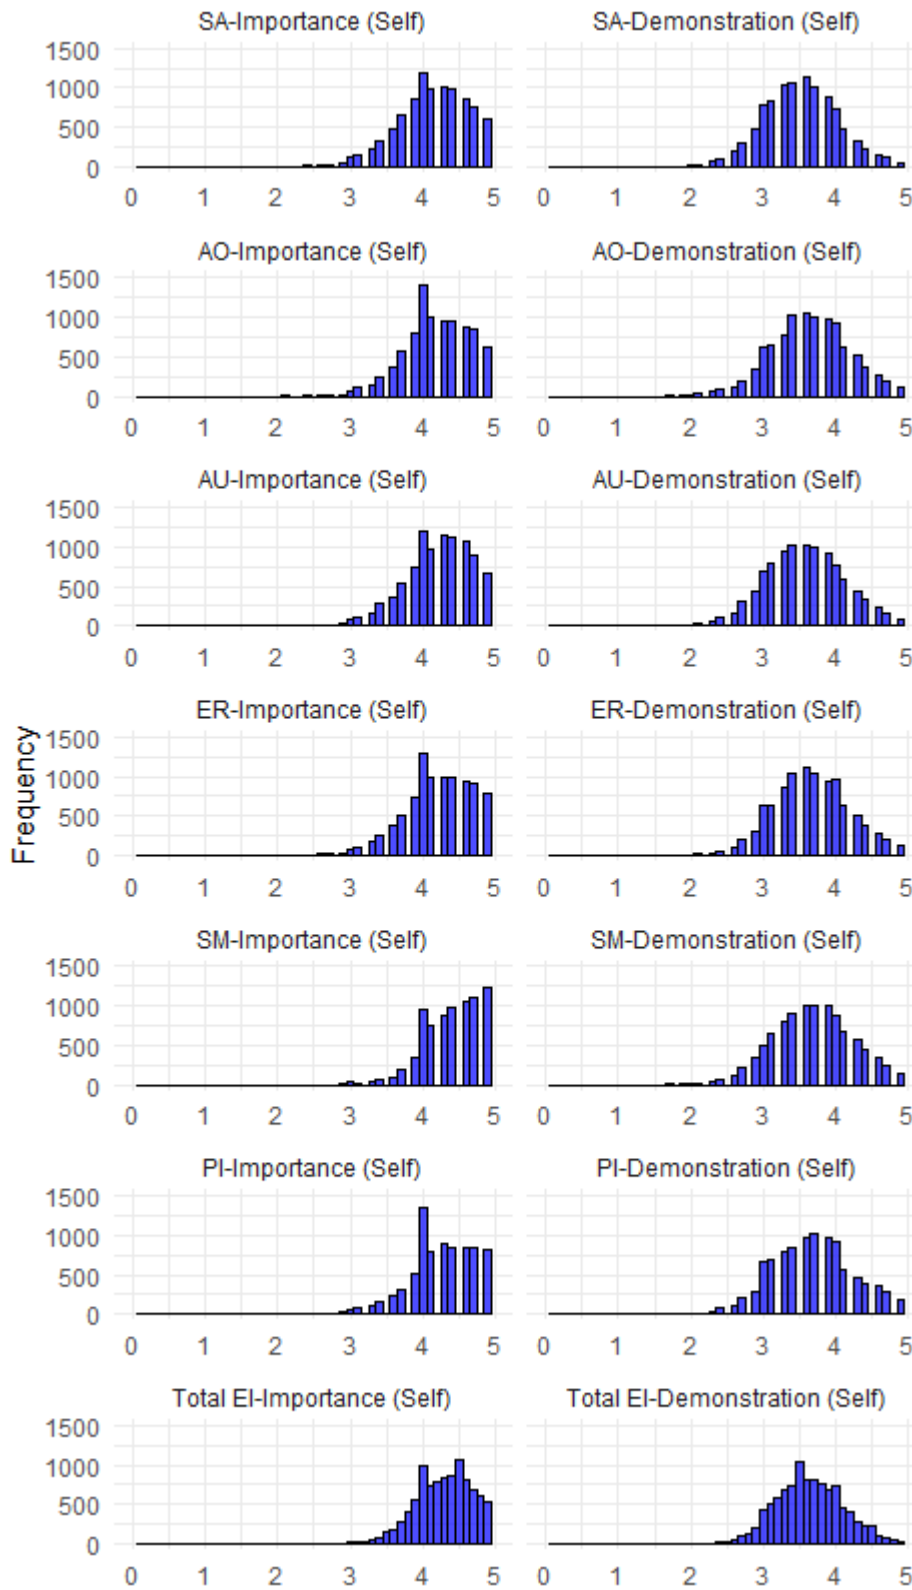 SA-Importance (Self) SA-Demonstration (Self)
1500
1000
500
0
0 1 2 3 4 5 0 1 2 3 4 5
AO-Importance (Self) AO-Demonstration (Self)
1500
1000
500
0
0 1 2 3 4 5 0 1 2 3 4 5
AU-Importance (Self) AU-Demonstration (Self)
1500
1000
500
0
0 1 2 3 4 5 0 1 2 3 4 5
Frequency
ER-Importance (Self) ER-Demonstration (Self)
1500
1000
500
0
0 1 2 3 4 5 0 1 2 3 4 5
SM-Importance (Self) SM-Demonstration (Self)
1500
1000
500
0
0 1 2 3 4 5 0 1 2 3 4 5
PI-Importance (Self) PI-Demonstration (Self)
1500
1000
500
0
0 1 2 3 4 5 0 1 2 3 4 5
Total EI-Importance (Self) Total EI-Demonstration (Self)
1500
1000
500
0
0 1 2 3 4 5 0 1 2 3 4 5